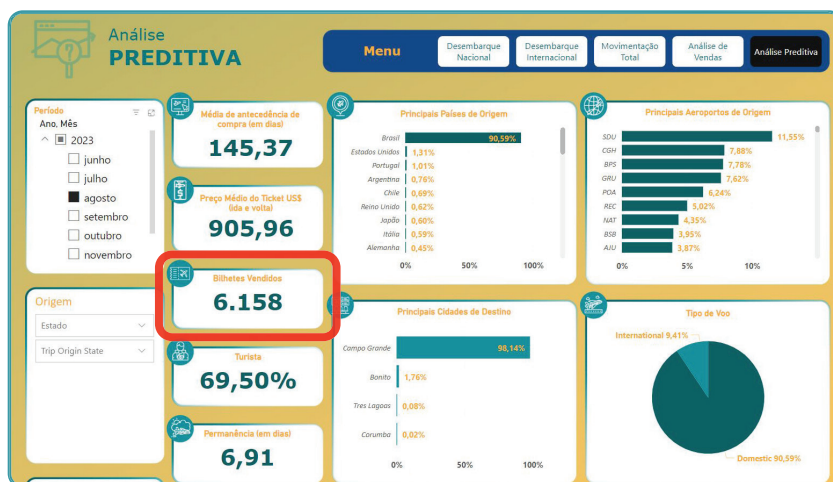 Análise
PREDITIVA
Menu
Desembarque
Nacional
Desembarque
Internacional
Movimentação
Total
Análise de
Vendas
Análise Preditiva
Período
Ano, Mês
2023
junho
julho
agosto
setembro
outubro
novembro
Origem
Estado
Trip Origin State
Média de antecedência de
compra (em dias)
145,37
Preço Médio do Ticket US$
(ida e volta)
905,96
Bilhetes Vendidos
6.158
Turista
69,50%
Permanência (em dias)
6,91
Principais Países de Origem
Brasil 90,59%
Estados Unidos 1,31%
Portugal 1,01%
Argentina 0,76%
Chile 0,69%
Reino Unido 0,62%
Japão 0,60%
Itália 0,59%
Alemanha 0,45%
0% 50% 100%
Principais Aeroportos de Origem
SDU 11,55%
CGH 7,88%
BPS 7,78%
GRU 7,62%
POA 6,24%
REC 5,02%
NAT 4,35%
BSB 3,95%
AJU 3,87%
0% 5% 10%
Principais Cidades de Destino
Campo Grande 98,14%
Bonito 1,76%
Tres Lagoas 0,08%
Corumba 0,02%
0% 50% 100%
Tipo de Voo
International 9,41%
Domestic 90,59%